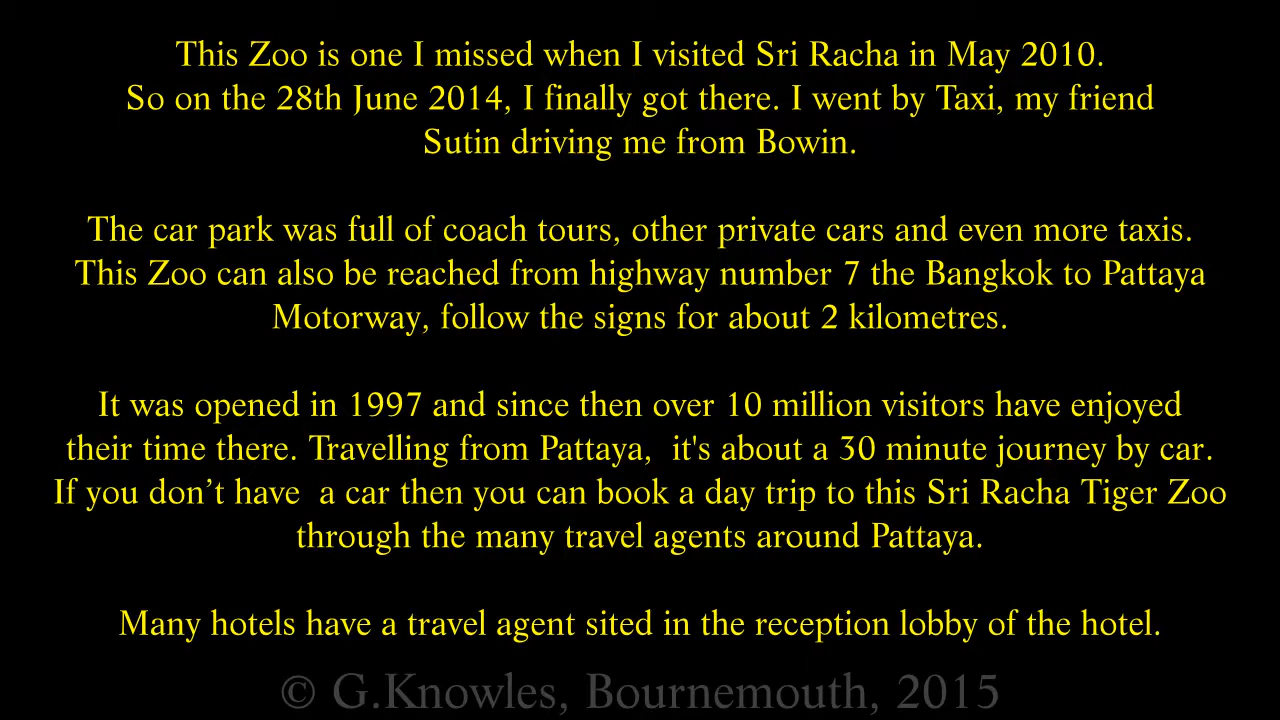 This Zoo is one I missed when I visited Sri Racha in May 2010.
So on the 28th June 2014, I finally got there. I went by Taxi, my friend
Sutin driving me from Bowin.
The car park was full of coach tours, other private cars and even more taxis.
This Zoo can also be reached from highway number 7 the Bangkok to Pattaya
Motorway, follow the signs for about 2 kilometres.
It was opened in 1997 and since then over 10 million visitors have enjoyed
their time there. Travelling from Pattaya,  it's about a 30 minute journey by car.
If you don’t have  a car then you can book a day trip to this Sri Racha Tiger Zoo
through the many travel agents around Pattaya.
Many hotels have a travel agent sited in the reception lobby of the hotel.
© G.Knowles, Bournemouth, 2015